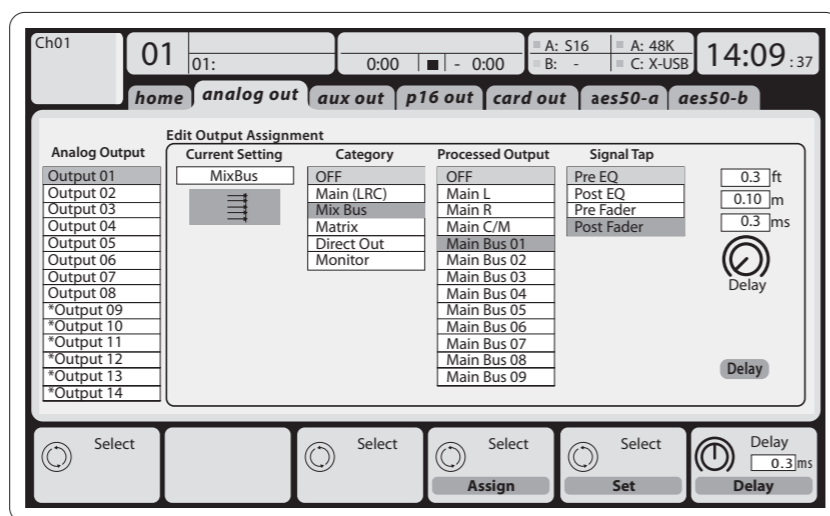 Ch01
01
01:
0:00
- 0:00
A: S16
A: 48K
B: -
C: X-USB
14:09 :37
home
analog out
aux out
p16 out
card out
aes50-a
aes50-b
Edit Output Assignment
Analog Output
Current Setting
Category
Processed Output
Signal Tap
Output 01
Output 02
Output 03
Output 04
Output 05
Output 06
Output 07
Output 08
*Output 09
*Output 10
*Output 11
*Output 12
*Output 13
*Output 14
MixBus
OFF
Main (LRC)
Mix Bus
Matrix
Direct Out
Monitor
OFF
Main L
Main R
Main C/M
Main Bus 01
Main Bus 02
Main Bus 03
Main Bus 04
Main Bus 05
Main Bus 06
Main Bus 07
Main Bus 08
Main Bus 09
Pre EQ
Post EQ
Pre Fader
Post Fader
0.3 ft
0.10 m
0.3 ms
Delay
Delay
Select
Select
Select
Assign
Select
Set
Delay
0.3 ms
Delay